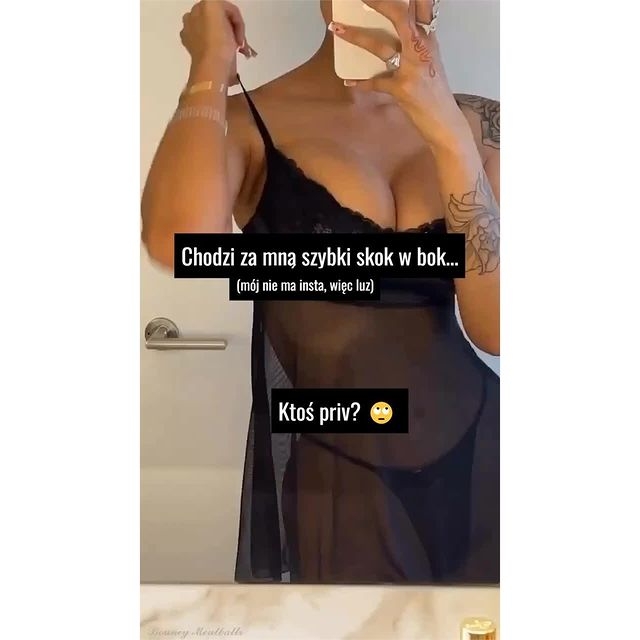 Chodzi za mną szybki skok w bok...
(mój nie ma insta, więc luz)
Ktoś priv? 🙄
Bouncy Meatballs